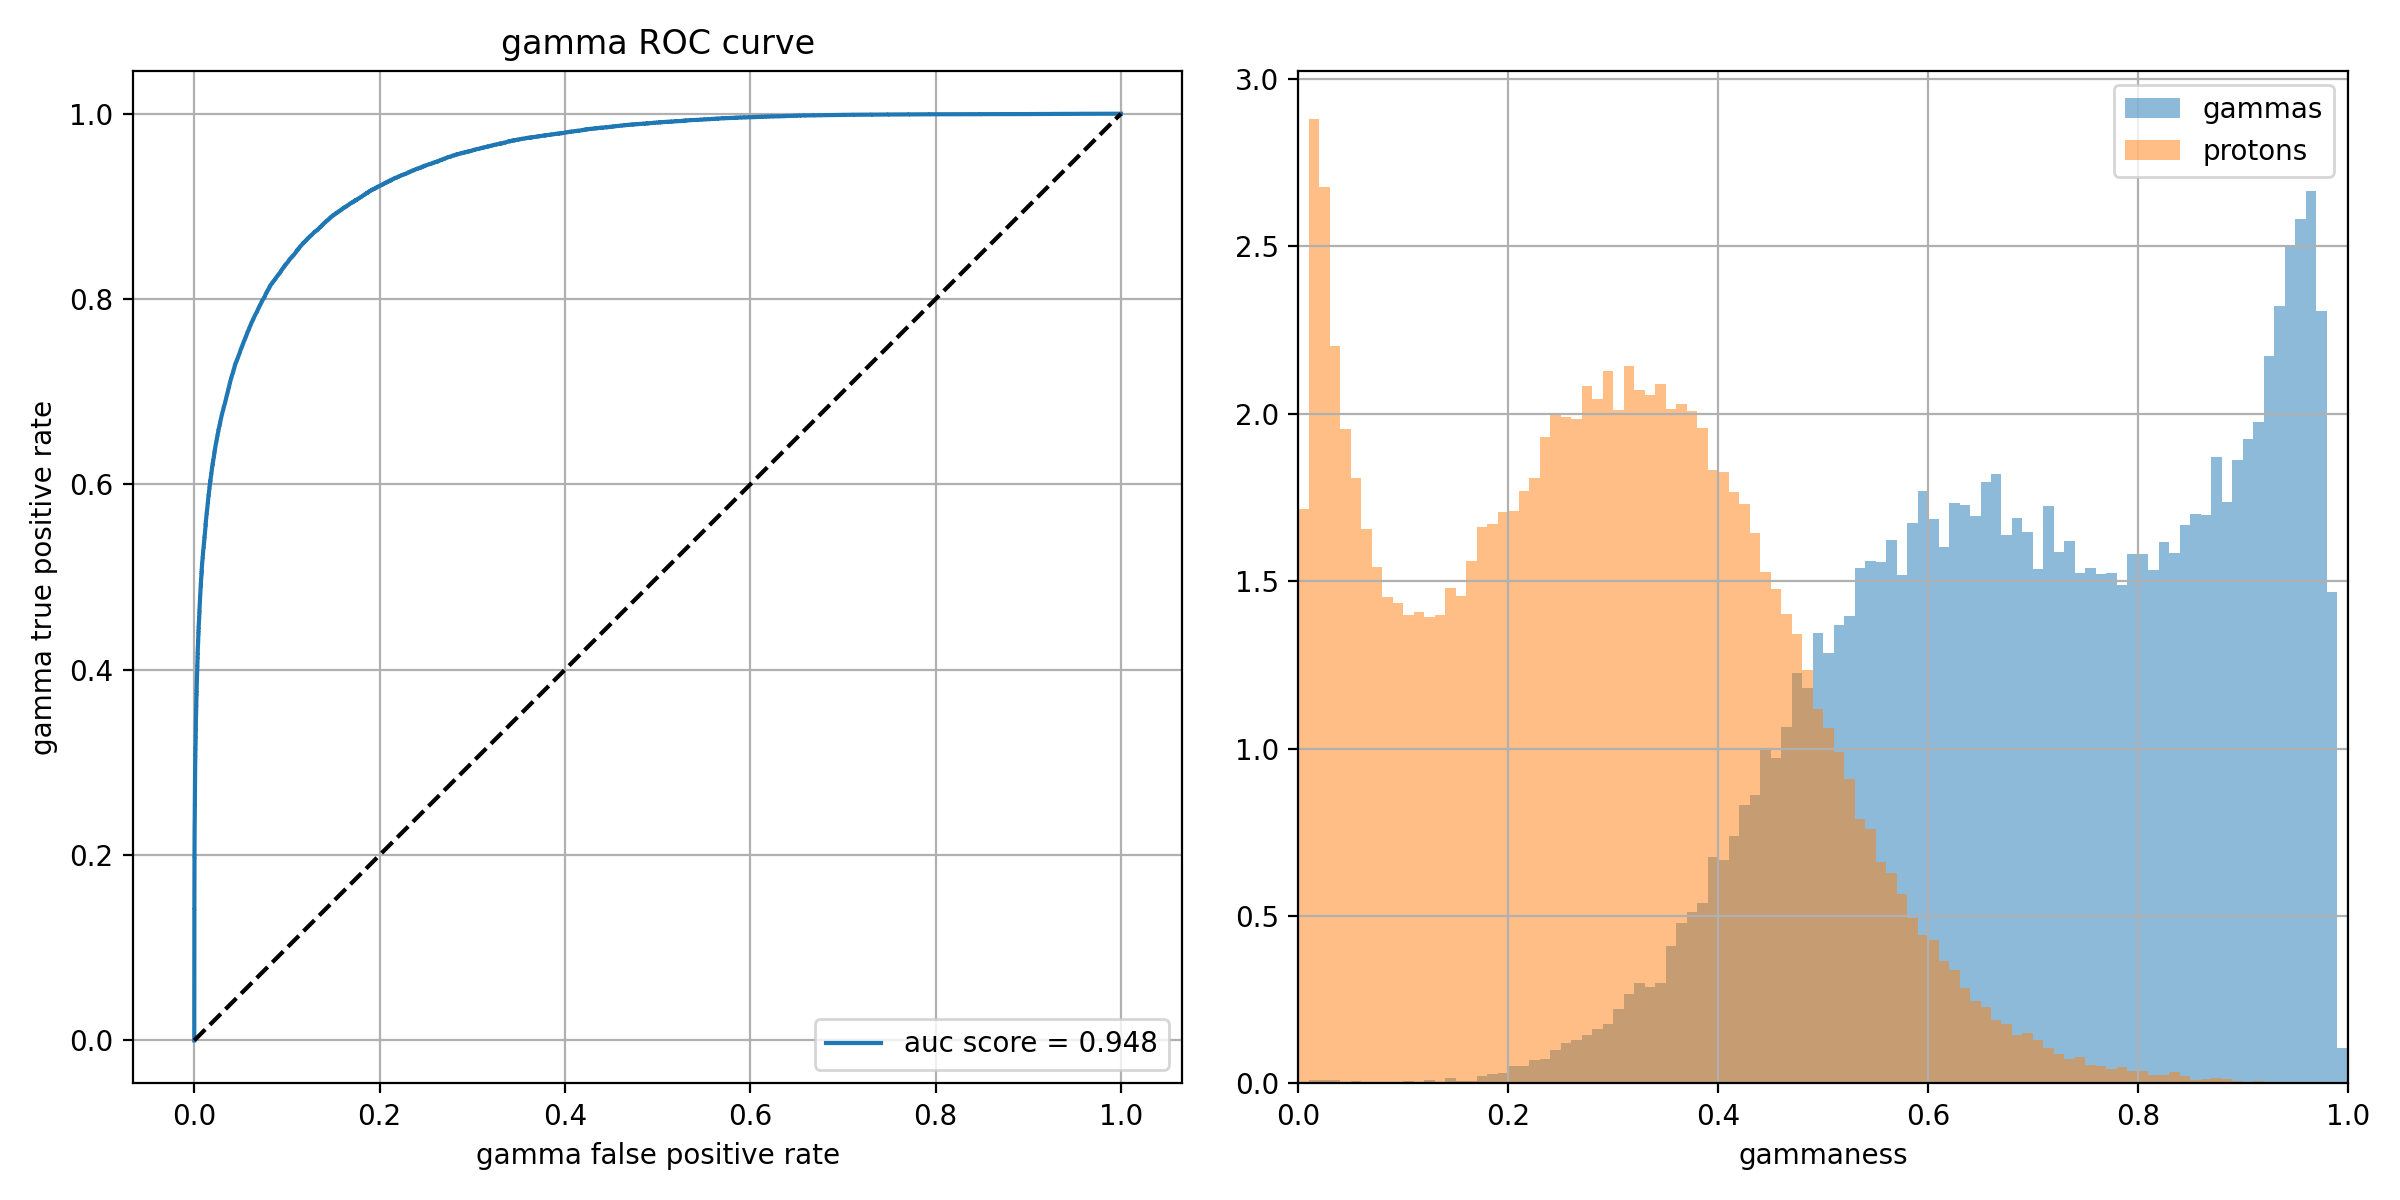 gamma ROC curve
gamma true positive rate
1.0
0.8
0.6
0.4
0.2
0.0
auc score = 0.948
0.0 0.2 0.4 0.6 0.8 1.0
gamma false positive rate
3.0
2.5
2.0
1.5
1.0
0.5
0.0
gammas
protons
0.0 0.2 0.4 0.6 0.8 1.0
gammaness